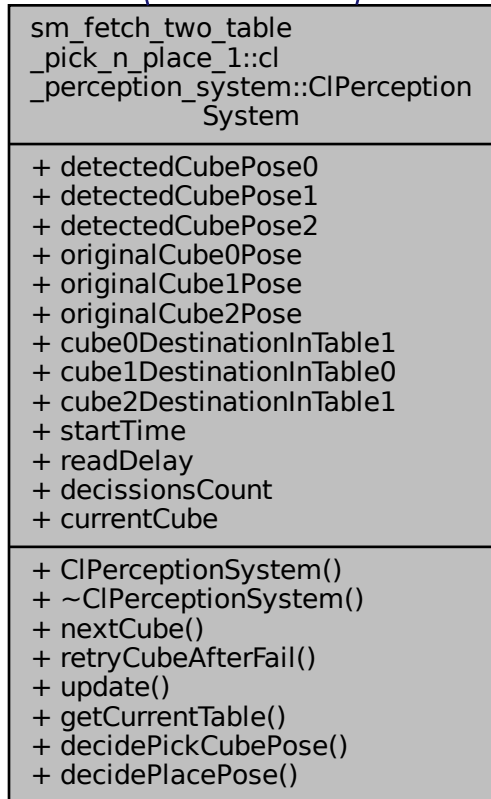 sm_fetch_two_table
_pick_n_place_1::cl
_perception_system::ClPerception
System
+ detectedCubePose0
+ detectedCubePose1
+ detectedCubePose2
+ originalCube0Pose
+ originalCube1Pose
+ originalCube2Pose
+ cube0DestinationInTable1
+ cube1DestinationInTable0
+ cube2DestinationInTable1
+ startTime
+ readDelay
+ decissionsCount
+ currentCube
+ ClPerceptionSystem()
+ ~ClPerceptionSystem()
+ nextCube()
+ retryCubeAfterFail()
+ update()
+ getCurrentTable()
+ decidePickCubePose()
+ decidePlacePose()